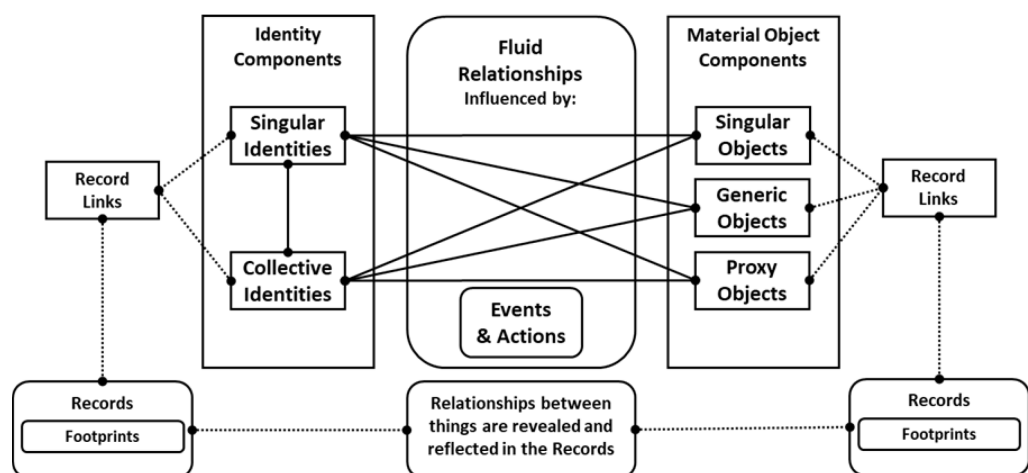 Identity
Components
Fluid
Relationships
Influenced by:
Material Object
Components
Singular
Identities
Singular
Objects
Record
Links
Generic
Objects
Record
Links
Collective
Identities
Proxy
Objects
Events
& Actions
Records
Footprints
Relationships between
things are revealed and
reflected in the Records
Records
Footprints